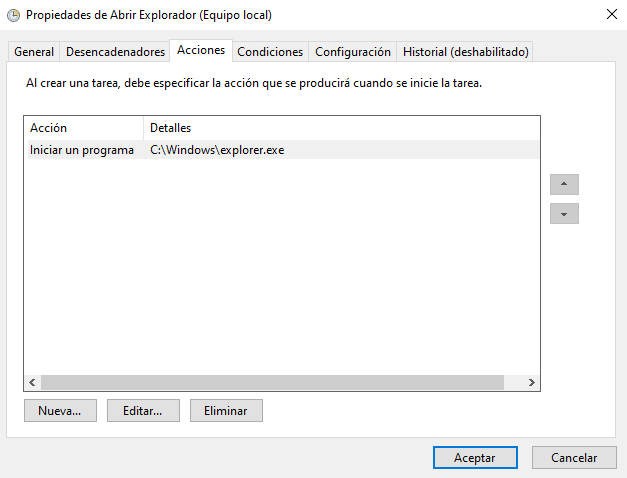 Propiedades de Abrir Explorador (Equipo local)
General Desencadenadores Acciones Condiciones Configuración Historial (deshabilitado)
Al crear una tarea, debe especificar la acción que se producirá cuando se inicie la tarea.
Acción Detalles
Iniciar un programa C:\Windows\explorer.exe
Nueva... Editar... Eliminar
Aceptar Cancelar